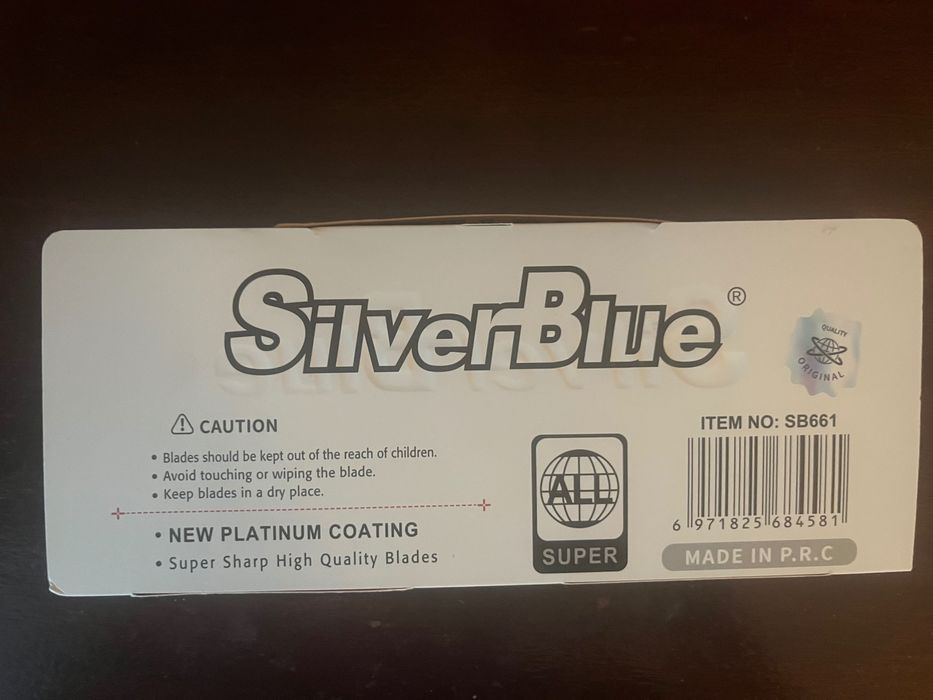 SilverBlue®
QUALITY
ORIGINAL
CAUTION
• Blades should be kept out of the reach of children.
• Avoid touching or wiping the blade.
• Keep blades in a dry place.
• NEW PLATINUM COATING
• Super Sharp High Quality Blades
ALL
SUPER
ITEM NO: SB661
6 971825 684581
MADE IN P.R.C